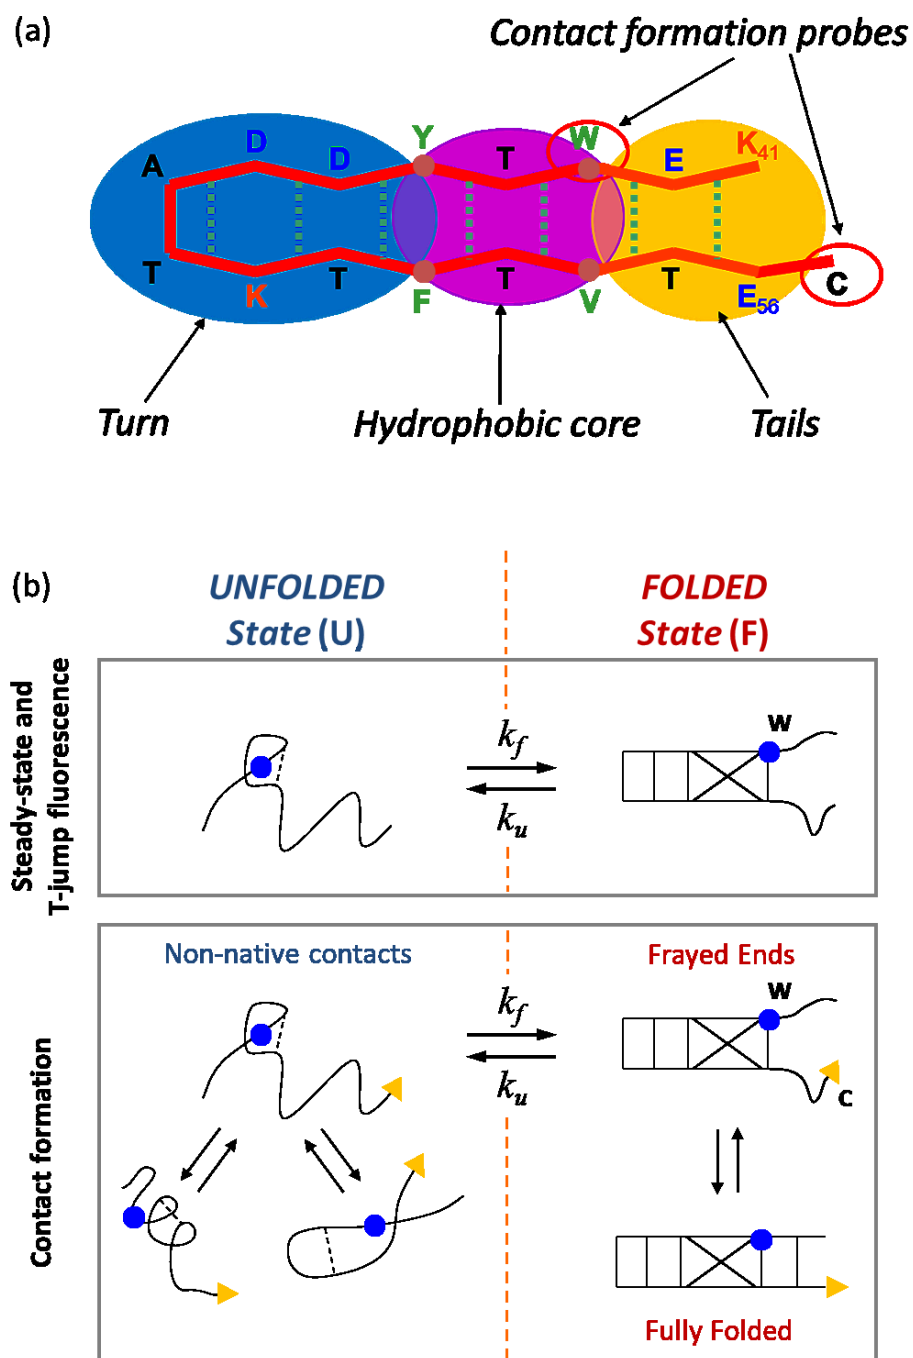 (a)
Contact formation probes
Y
W
D
D
T
E
K41
A
T
K
T
F
T
V
T
E56
C
Turn
Hydrophobic core
Tails
(b)
UNFOLDED
State (U)
FOLDED
State (F)
Steady-state and
T-jump fluorescence
kf
ku
W
Contact formation
Non-native contacts
Frayed Ends
kf
ku
W
C
Fully Folded